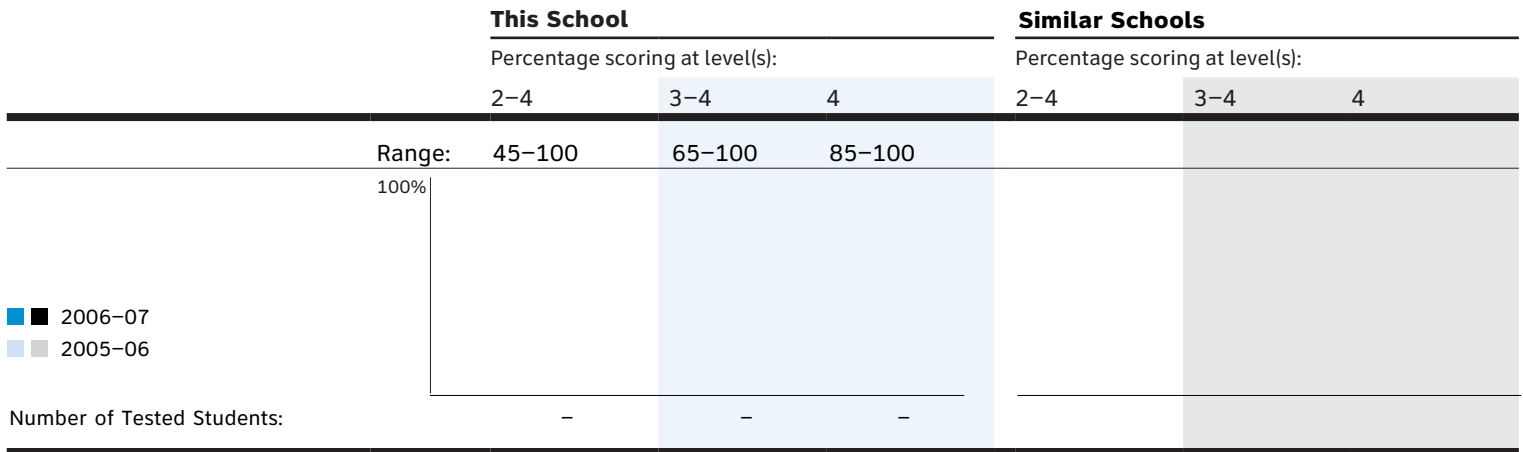 This School Similar Schools
Percentage scoring at level(s): Percentage scoring at level(s):
2–4 3–4 4 2–4 3–4 4
Range: 45–100 65–100 85–100
100%
2006–07
2005–06
Number of Tested Students: – – –